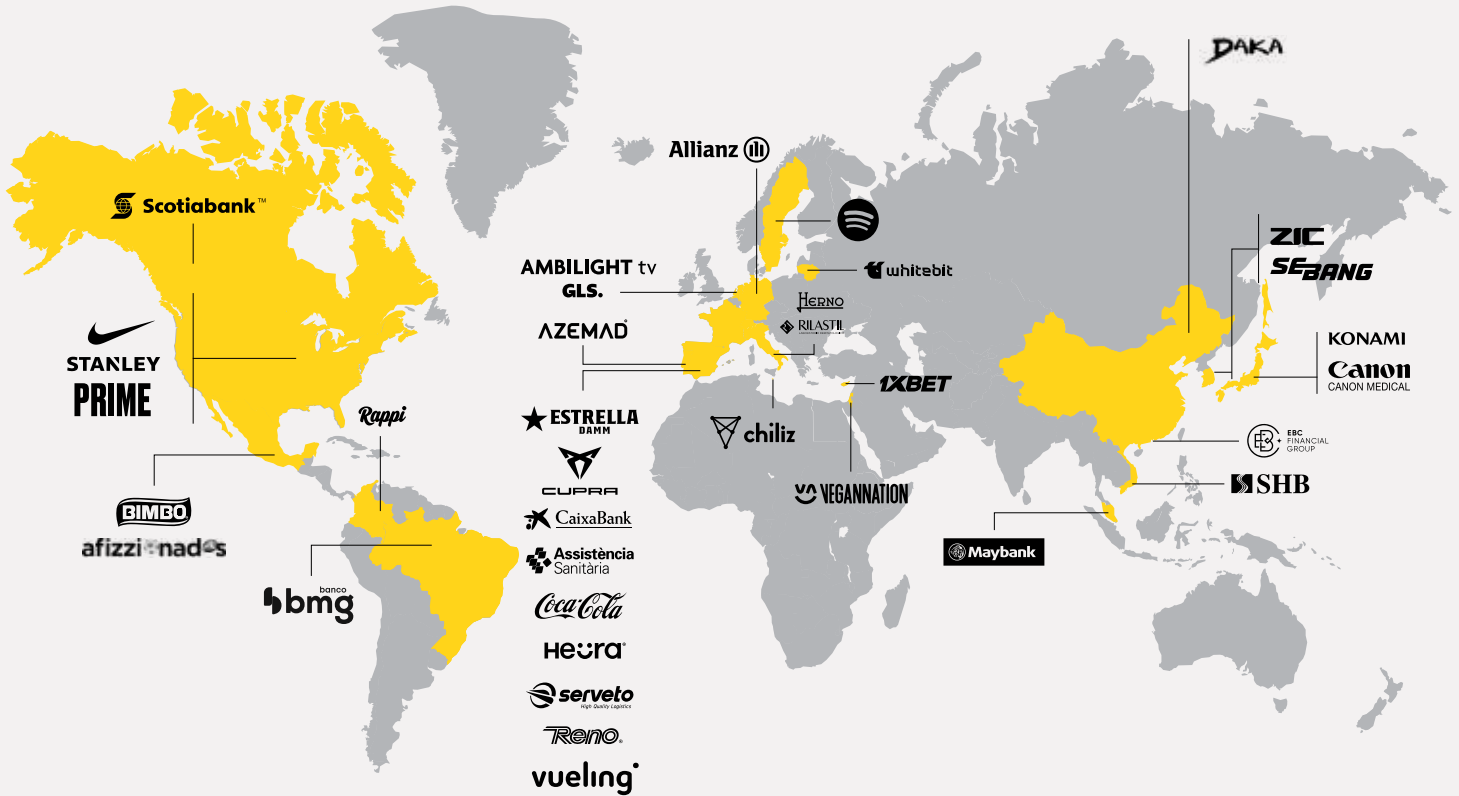 DAKA
Allianz
Scotiabank™
AMBILIGHT tv
GLS.
AZEMAD
whitebit
HERNO
RILASTIL
ZIC
SEBANG
STANLEY
PRIME
KONAMI
Canon
CANON MEDICAL
1XBET
Rappi
ESTRELLA
DAMM
chiliz
EBC
FINANCIAL
GROUP
CUPRA
VEGANNATION
SHB
BIMBO
CaixaBank
afizzionados
Maybank
Assistència
Sanitària
banco
bmg
Coca-Cola
Heüra
serveto
High Quality Logistics
Reno®
vueling